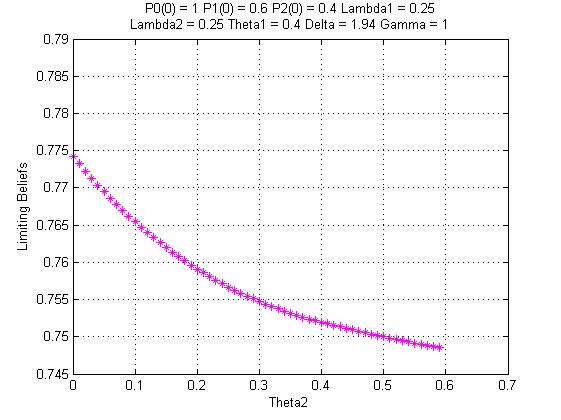 P0(0) = 1 P1(0) = 0.6 P2(0) = 0.4 Lambda1 = 0.25
Lambda2 = 0.25 Theta1 = 0.4 Delta = 1.94 Gamma = 1
0.79
0.785
0.78
0.775
0.77
0.765
0.76
0.755
0.75
0.745
Limiting Beliefs
0 0.1 0.2 0.3 0.4 0.5 0.6 0.7
Theta2